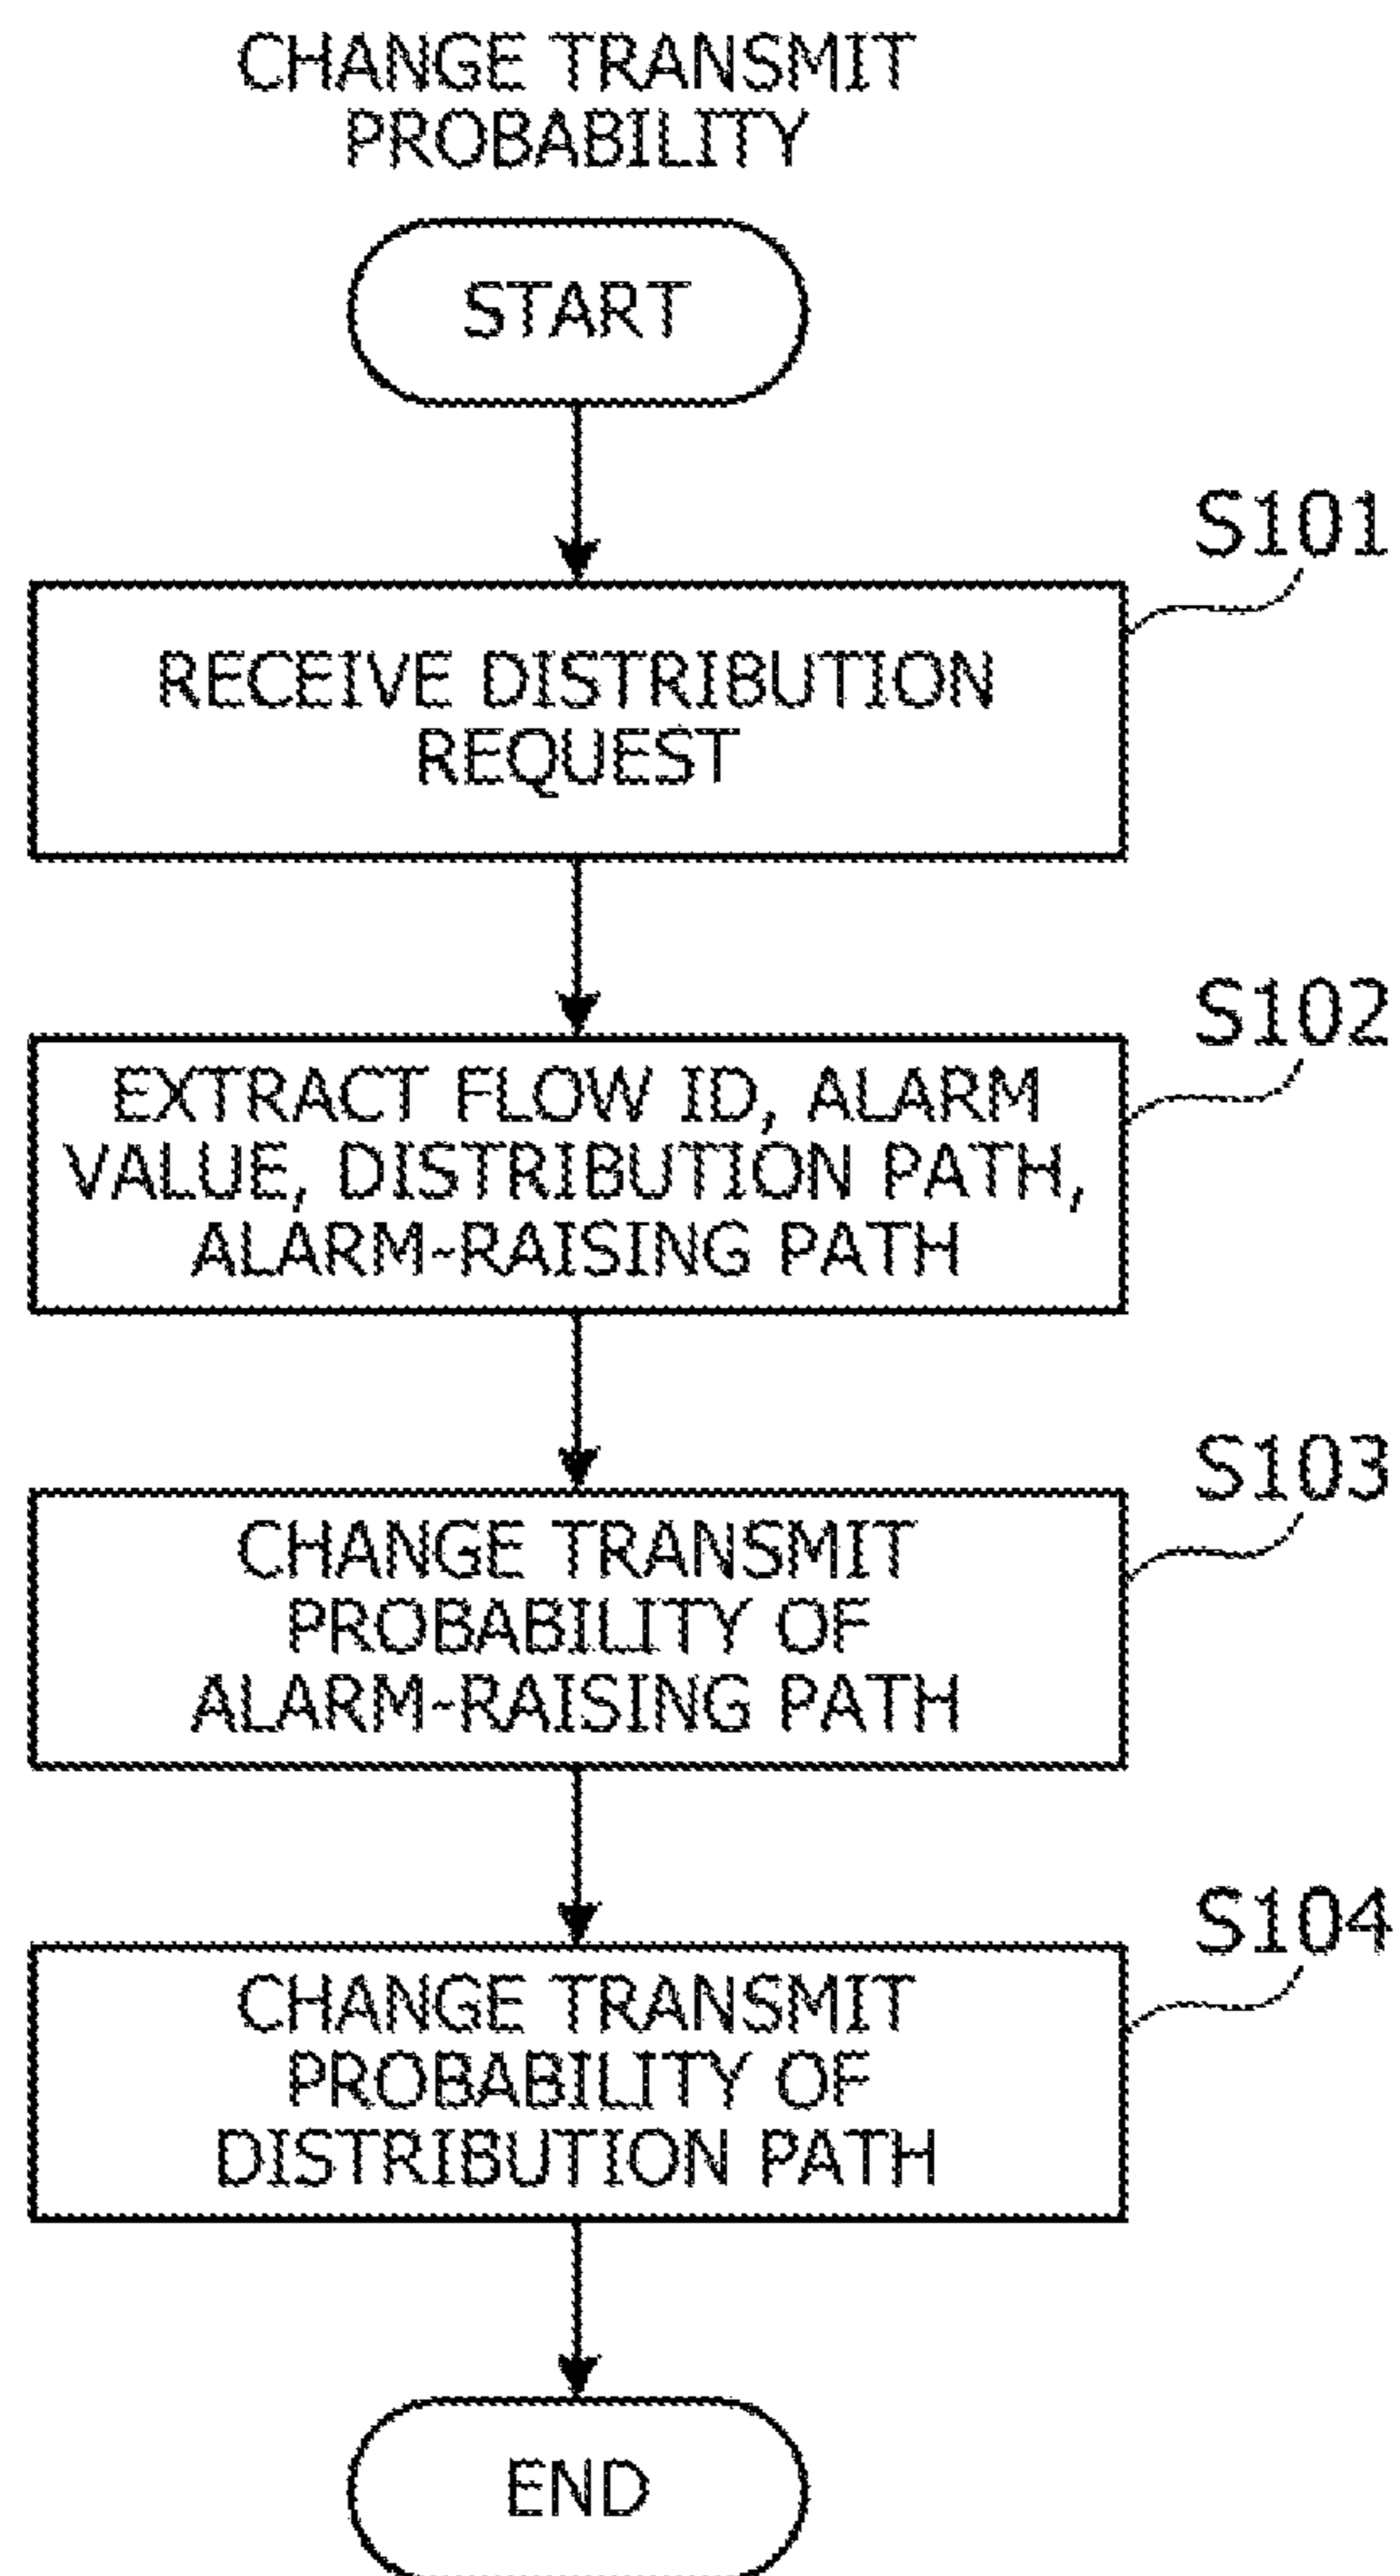 CHANGE TRANSMIT
PROBABILITY
START
S101
RECEIVE DISTRIBUTION
REQUEST
S102
EXTRACT FLOW ID, ALARM
VALUE, DISTRIBUTION PATH,
ALARM-RAISING PATH
S103
CHANGE TRANSMIT
PROBABILITY OF
ALARM-RAISING PATH
S104
CHANGE TRANSMIT
PROBABILITY OF
DISTRIBUTION PATH
END